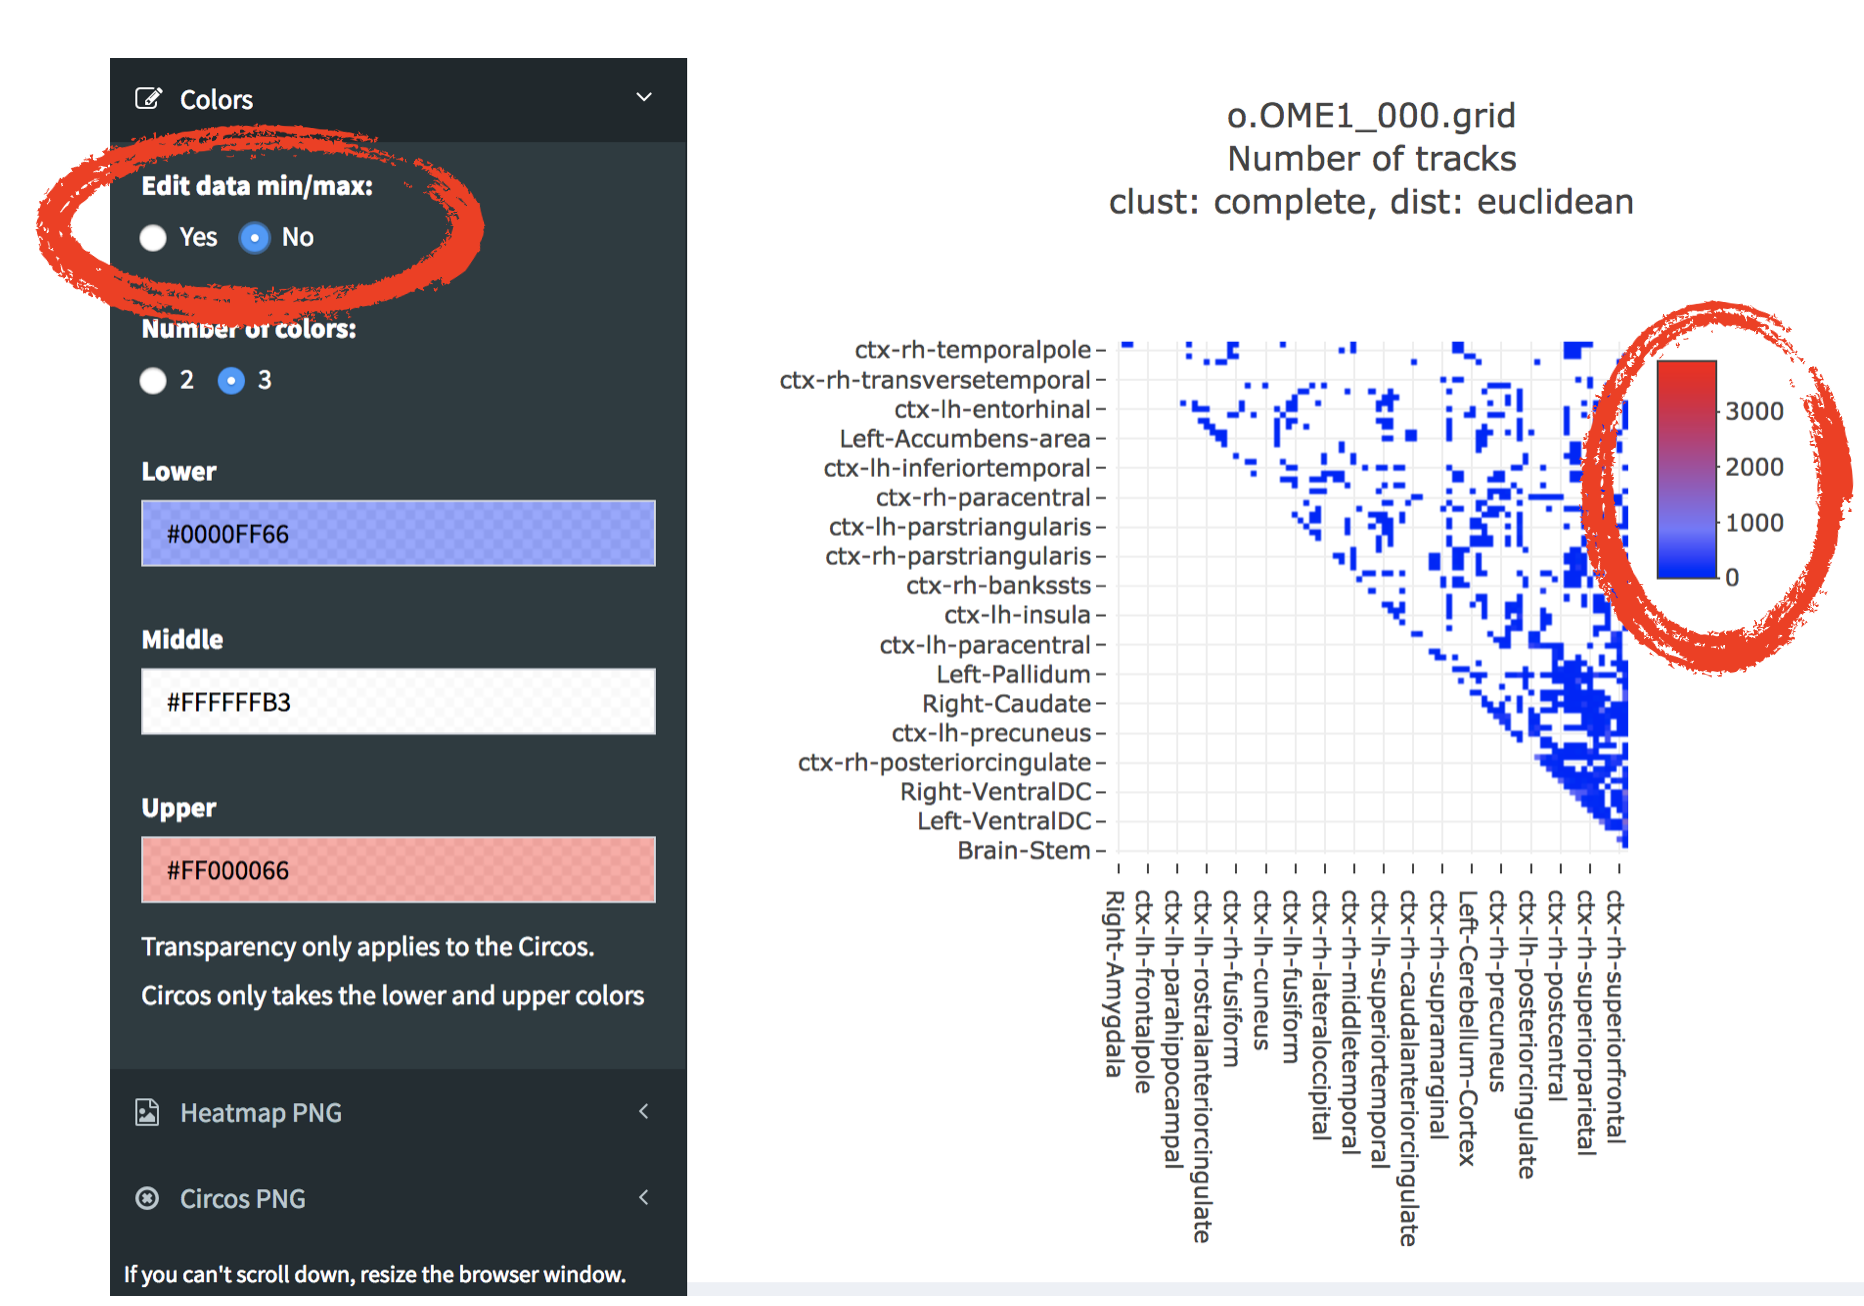 Colors
Edit data min/max:
Yes No
Number of colors:
2 3
Lower
#0000FF66
Middle
#FFFFFFB3
Upper
#FF000066
Transparency only applies to the Circos.
Circos only takes the lower and upper colors
Heatmap PNG
Circos PNG
If you can't scroll down, resize the browser window.
o.OME1_000.grid
Number of tracks
clust: complete, dist: euclidean
ctx-rh-temporalpole
ctx-rh-transversetemporal
ctx-lh-entorhinal
Left-Accumbens-area
ctx-lh-inferiortemporal
ctx-rh-paracentral
ctx-lh-parstriangularis
ctx-rh-parstriangularis
ctx-rh-bankssts
ctx-lh-insula
ctx-lh-paracentral
Left-Pallidum
Right-Caudate
ctx-lh-precuneus
ctx-rh-posteriorcingulate
Right-VentralDC
Left-VentralDC
Brain-Stem
3000
2000
1000
0
Right-Amygdala
ctx-lh-frontalpole
ctx-lh-parahippocampal
ctx-lh-rostralanteriorcingulate
ctx-rh-fusiform
ctx-lh-cuneus
ctx-lh-fusiform
ctx-rh-lateraloccipital
ctx-rh-middletemporal
ctx-lh-superiortemporal
ctx-rh-caudalanteriorcingulate
ctx-rh-supramarginal
Left-Cerebellum-Cortex
ctx-rh-precuneus
ctx-lh-posteriorcingulate
ctx-rh-postcentral
ctx-rh-superiorparietal
ctx-rh-superiorfrontal